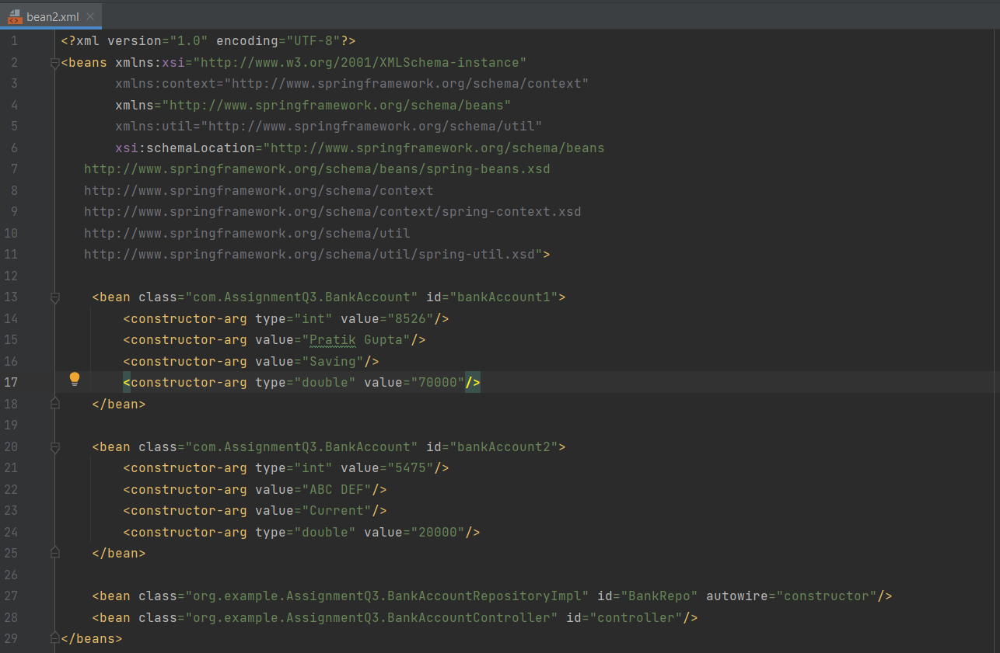 bean2.xml
1 <?xml version="1.0" encoding="UTF-8"?>
2 <beans xmlns:xsi="http://www.w3.org/2001/XMLSchema-instance"
3 xmlns:context="http://www.springframework.org/schema/context"
4 xmlns="http://www.springframework.org/schema/beans"
5 xmlns:util="http://www.springframework.org/schema/util"
6 xsi:schemaLocation="http://www.springframework.org/schema/beans
7 http://www.springframework.org/schema/beans/spring-beans.xsd
8 http://www.springframework.org/schema/context
9 http://www.springframework.org/schema/context/spring-context.xsd
10 http://www.springframework.org/schema/util
11 http://www.springframework.org/schema/util/spring-util.xsd">
12
13 <bean class="com.AssignmentQ3.BankAccount" id="bankAccount1">
14 <constructor-arg type="int" value="8526"/>
15 <constructor-arg value="Pratik Gupta"/>
16 <constructor-arg value="Saving"/>
17 <constructor-arg type="double" value="70000"/>
18 </bean>
19
20 <bean class="com.AssignmentQ3.BankAccount" id="bankAccount2">
21 <constructor-arg type="int" value="5475"/>
22 <constructor-arg value="ABC DEF"/>
23 <constructor-arg value="Current"/>
24 <constructor-arg type="double" value="20000"/>
25 </bean>
26
27 <bean class="org.example.AssignmentQ3.BankAccountRepositoryImpl" id="BankRepo" autowire="constructor"/>
28 <bean class="org.example.AssignmentQ3.BankAccountController" id="controller"/>
29 </beans>